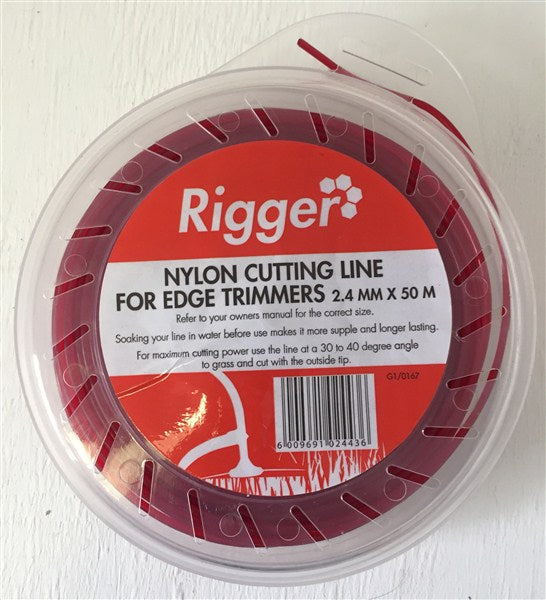 Rigger
NYLON CUTTING LINE
FOR EDGE TRIMMERS 2.4 MM X 50 M
Refer to your owners manual for the correct size.
Soaking your line in water before use makes it more supple and longer lasting.
For maximum cutting power use the line at a 30 to 40 degree angle
to grass and cut with the outside tip.
G1/0167
6 009691 024436